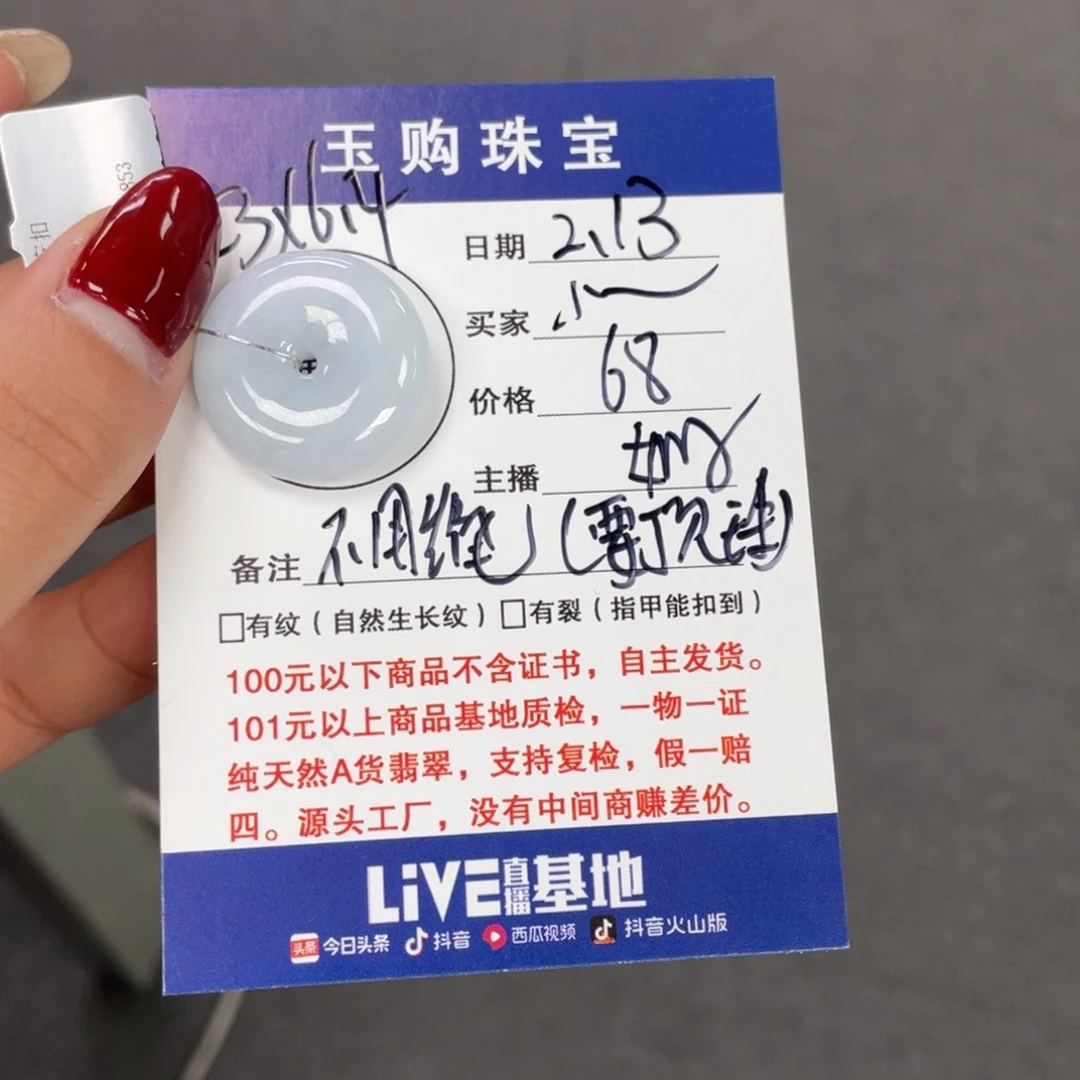 玉购珠宝
23X6.4
日期 2.13
买家
价格 68
主播
备注 不用绳 (要顶珠)
□有纹（自然生长纹）□有裂（指甲能扣到）
100元以下商品不含证书，自主发货。
101元以上商品基地质检，一物一证
纯天然A货翡翠，支持复检，假一赔
四。源头工厂，没有中间商赚差价。
LiVE直播基地
头条 今日头条 抖音 西瓜视频 抖音火山版
853